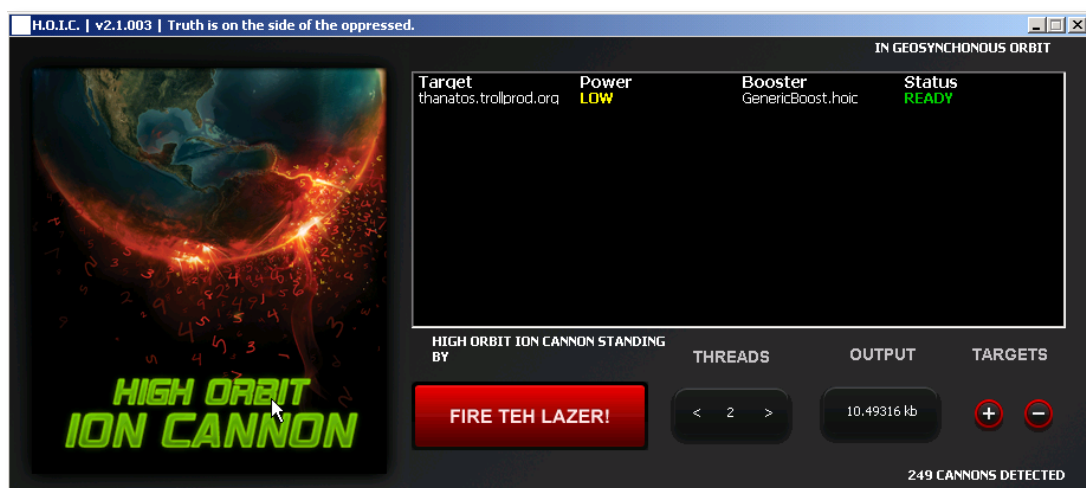 H.O.I.C. | v2.1.003 | Truth is on the side of the oppressed.
IN GEOSYNCHONOUS ORBIT
Target Power Booster Status
thanatos.trollprod.org LOW GenericBoost.hoic READY
HIGH ORBIT ION CANNON STANDING
BY
THREADS OUTPUT TARGETS
HIGH ORBIT
ION CANNON
FIRE TEH LAZER!
< 2 >
10.49316 kb
+ −
249 CANNONS DETECTED